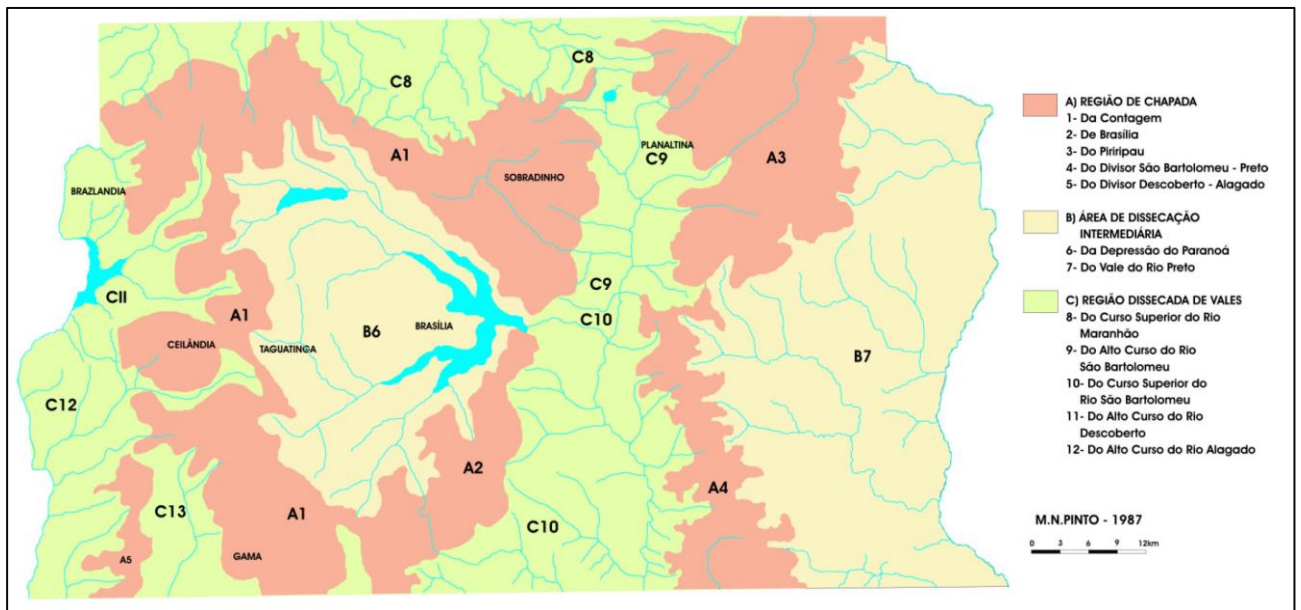 C8
C8
A1
PLANALTINA
C9
A3
SOBRADINHO
BRAZLANDIA
CII
A1
C9
C10
CEILÂNDIA
TAGUATINGA
B6
BRASÍLIA
B7
C12
A2
A4
C13
A1
C10
A5
GAMA
A) REGIÃO DE CHAPADA
1- Da Contagem
2- De Brasília
3- Do Piriripau
4- Do Divisor São Bartolomeu - Preto
5- Do Divisor Descoberto - Alagado
B) ÁREA DE DISSECAÇÃO
INTERMEDIÁRIA
6- Da Depressão do Paranoá
7- Do Vale do Rio Preto
C) REGIÃO DISSECADA DE VALES
8- Do Curso Superior do Rio
Maranhão
9- Do Alto Curso do Rio
São Bartolomeu
10- Do Curso Superior do
Rio São Bartolomeu
11- Do Alto Curso do Rio
Descoberto
12- Do Alto Curso do Rio Alagado
M.N.PINTO - 1987
0 3 6 9 12km